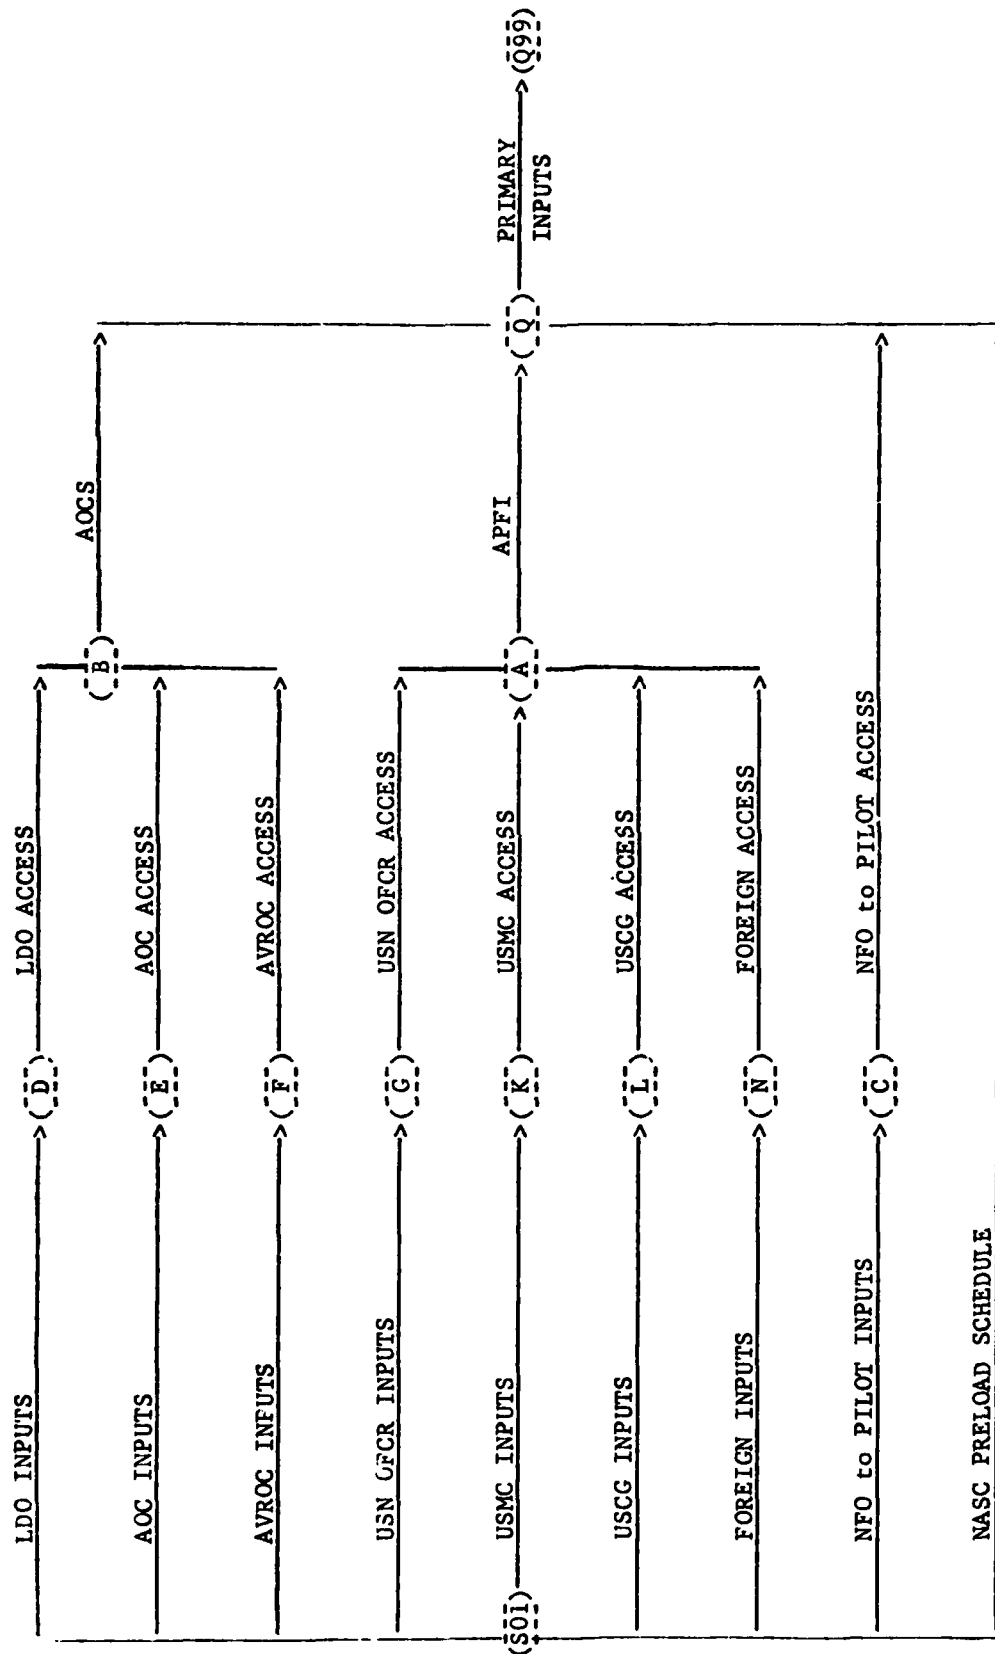 LDO INPUTS
( D )
LDO ACCESS
AOC INPUTS
( E )
AOC ACCESS
( B )
AOCS
AVROC INPUTS
( F )
AVROC ACCESS
USN OFCR INPUTS
( G )
USN OFCR ACCESS
(S01)
USMC INPUTS
( K )
USMC ACCESS
( A )
APFI
( Q )
PRIMARY
INPUTS
(Q99)
USCG INPUTS
( L )
USCG ACCESS
FOREIGN INPUTS
( N )
FOREIGN ACCESS
NFO to PILOT INPUTS
( C )
NFO to PILOT ACCESS
NASC PRELOAD SCHEDULE